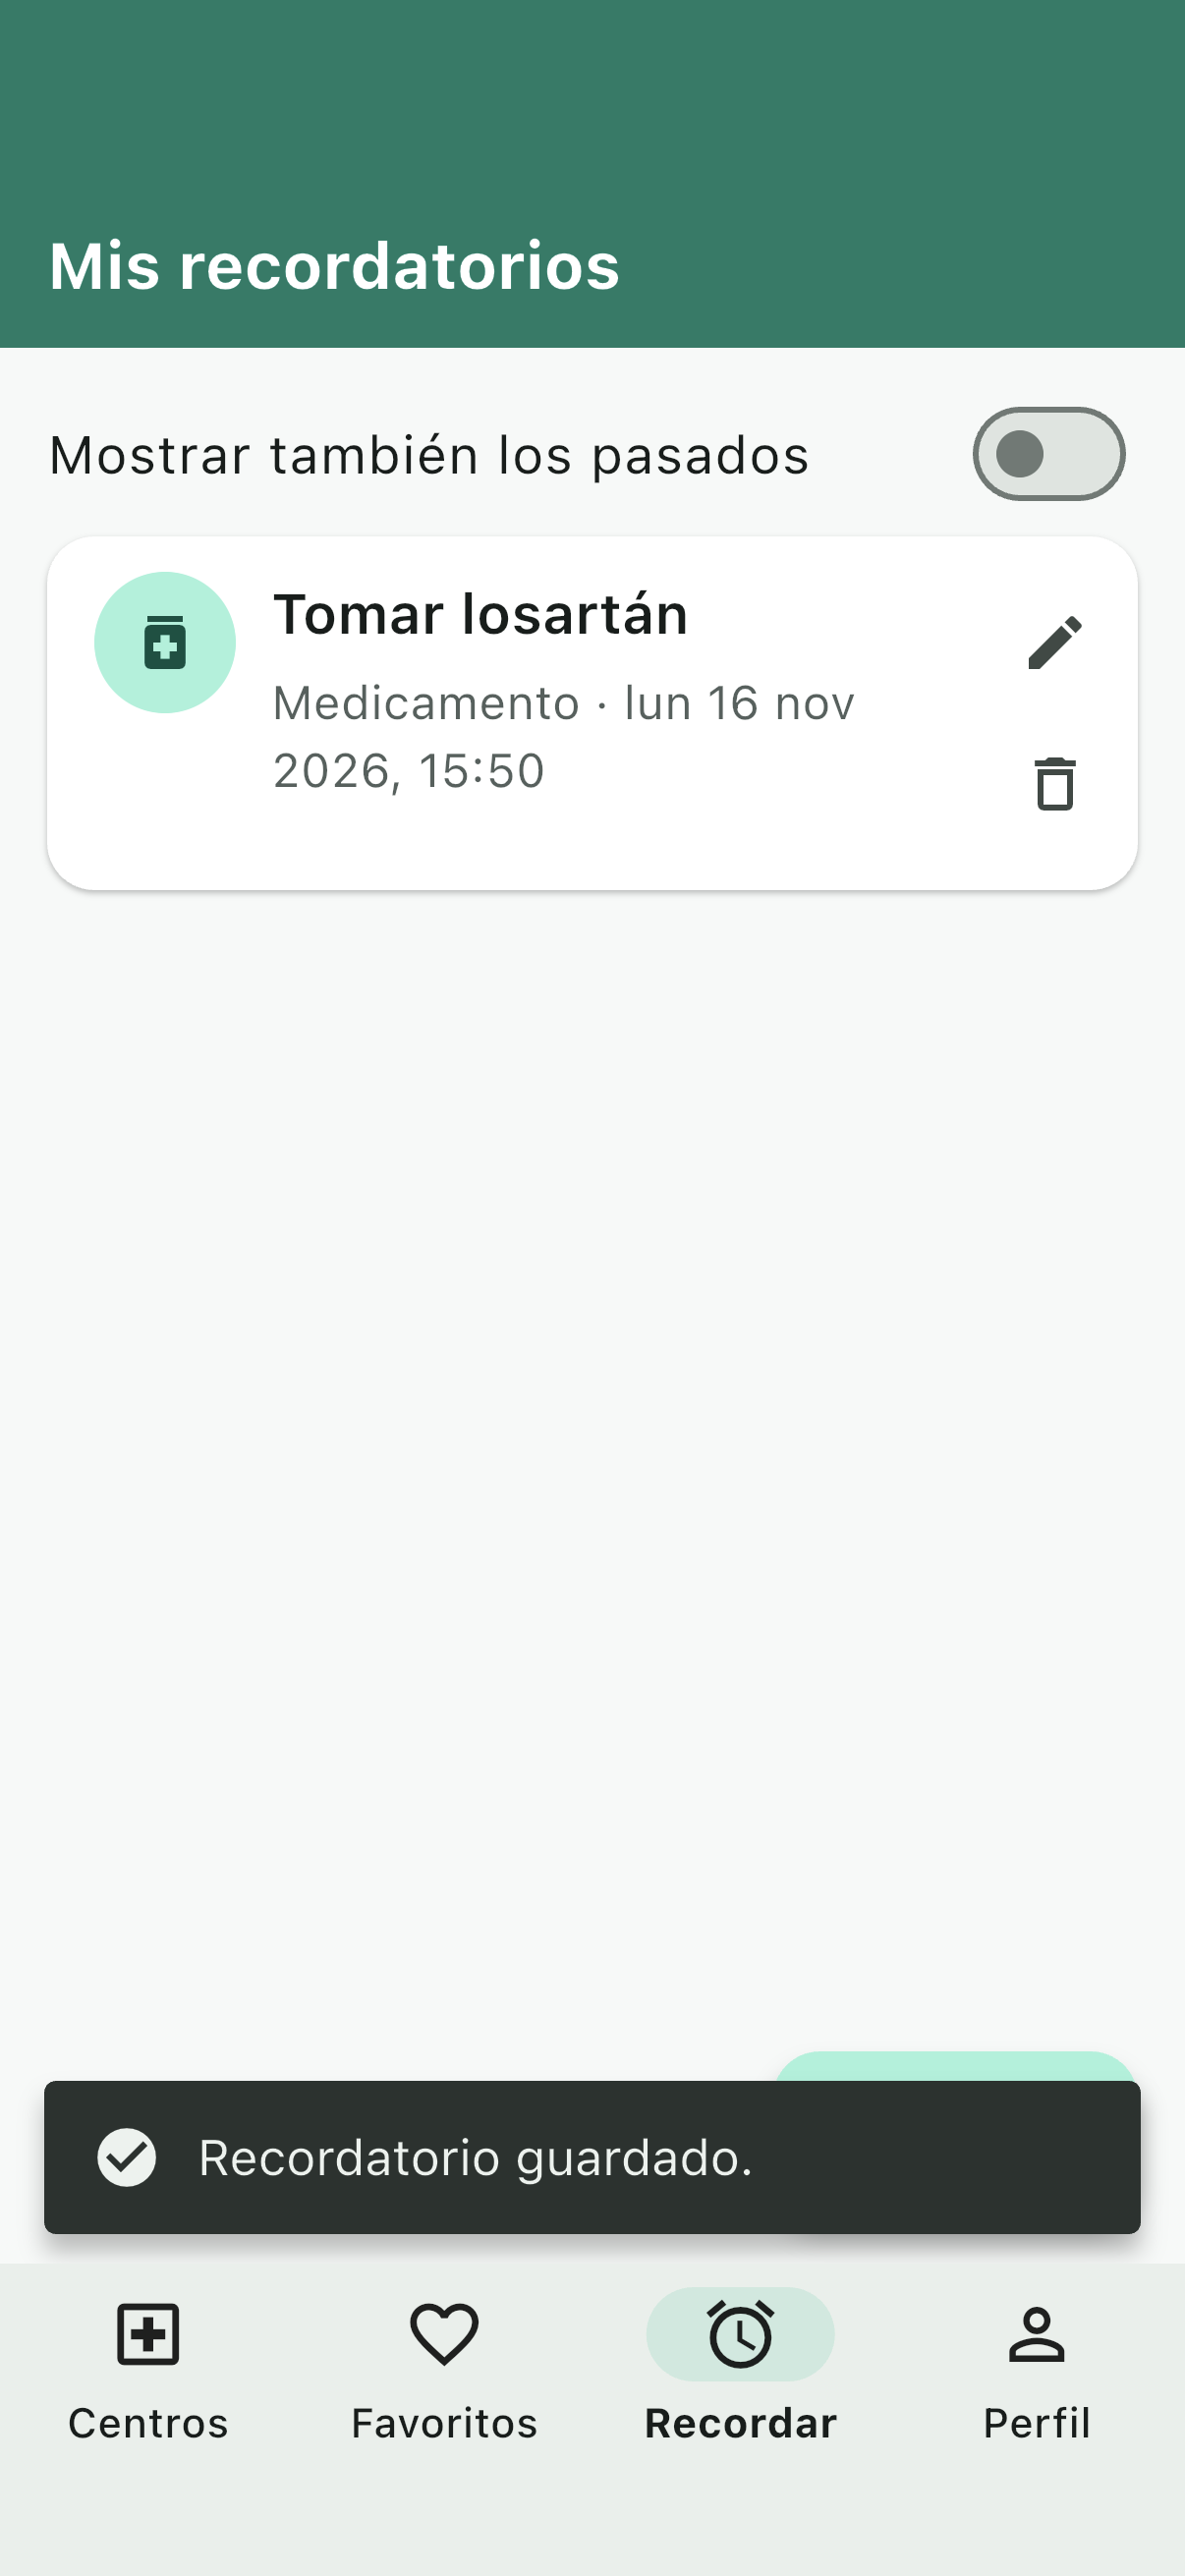 Mis recordatorios
Mostrar también los pasados
Tomar losartán
Medicamento · lun 16 nov
2026, 15:50
Recordatorio guardado.
Centros
Favoritos
Recordar
Perfil